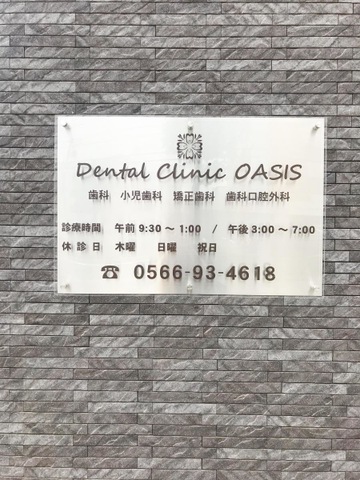 Dental Clinic OASIS
歯科 小児歯科 矯正歯科 歯科口腔外科
診療時間 午前 9:30 〜 1:00 / 午後 3:00 〜 7:00
休診日 木曜 日曜 祝日
☎ 0566-93-4618